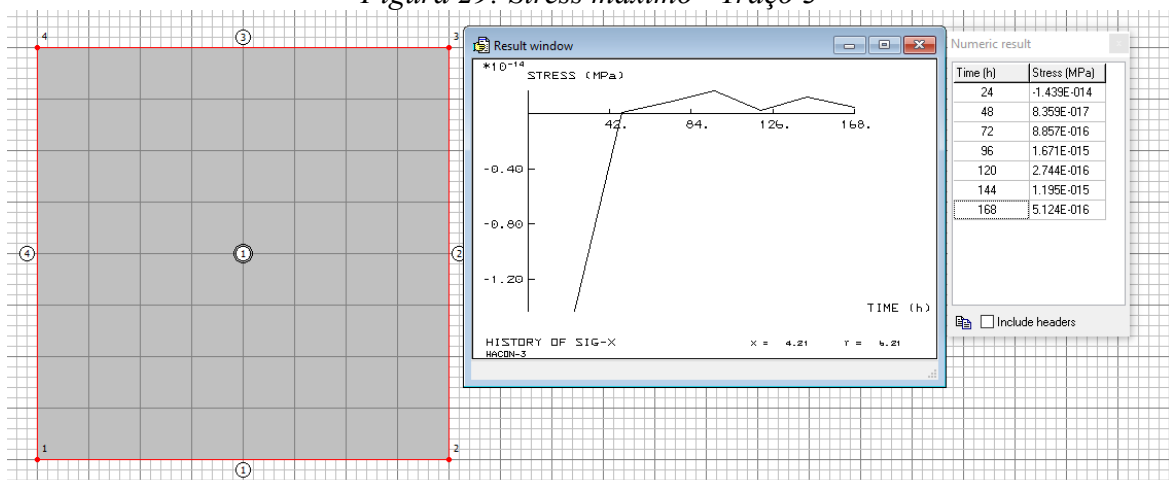 Figura 29: Stress máximo - Traço 3
4
3
3
4
1
2
1
2
1
Result window
*10-14
STRESS (MPa)
42.
84.
126.
168.
-0.40
-0.80
-1.20
TIME (h)
HISTORY OF SIG-X
X = 4.21 Y = 6.21
HACON-3
Numeric result
Time (h) Stress (MPa)
24 -1.439E-014
48 8.359E-017
72 8.857E-016
96 1.671E-015
120 2.744E-016
144 1.195E-015
168 5.124E-016
Include headers